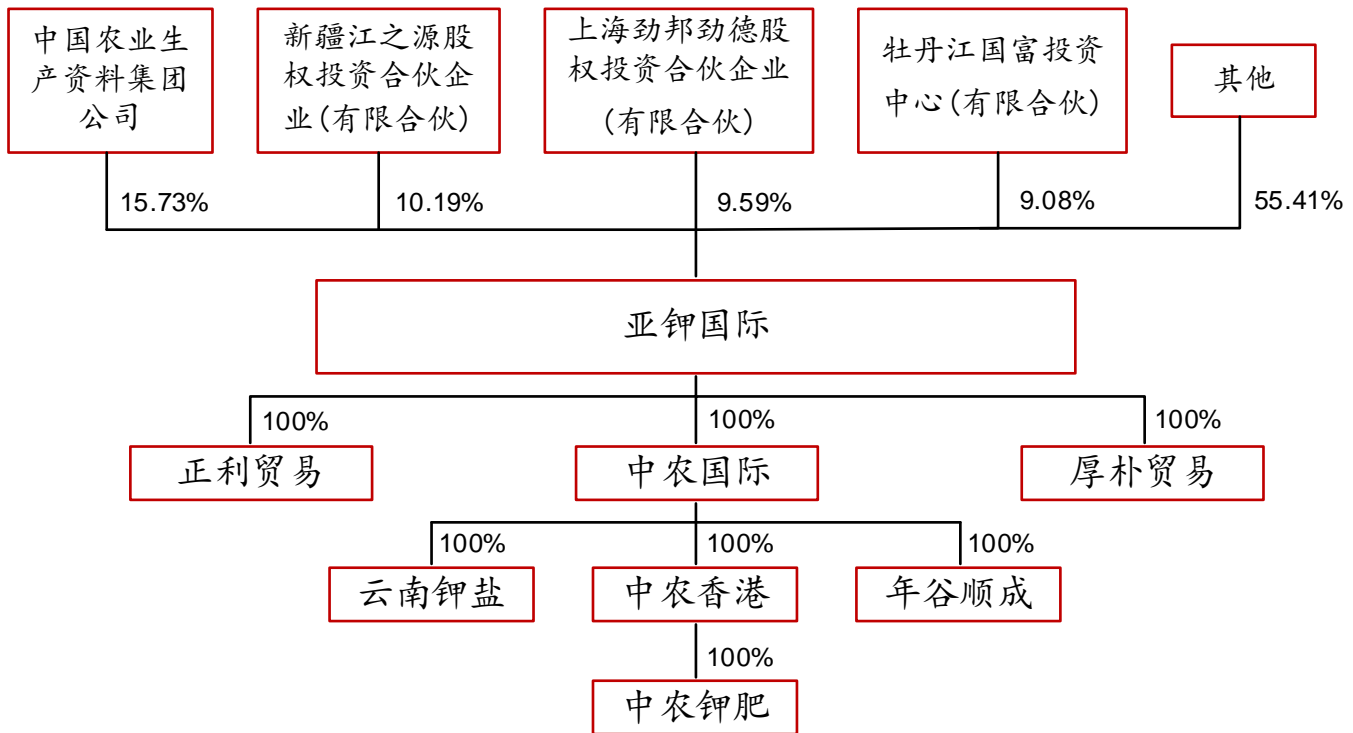 中国农业生
产资料集团
公司
新疆江之源股
权投资合伙企
业(有限合伙)
上海劲邦劲德股
权投资合伙企业
(有限合伙)
牡丹江国富投资
中心(有限合伙)
其他
15.73%
10.19%
9.59%
9.08%
55.41%
亚钾国际
100%
100%
100%
正利贸易
中农国际
厚朴贸易
100%
100%
100%
云南钾盐
中农香港
年谷顺成
100%
中农钾肥